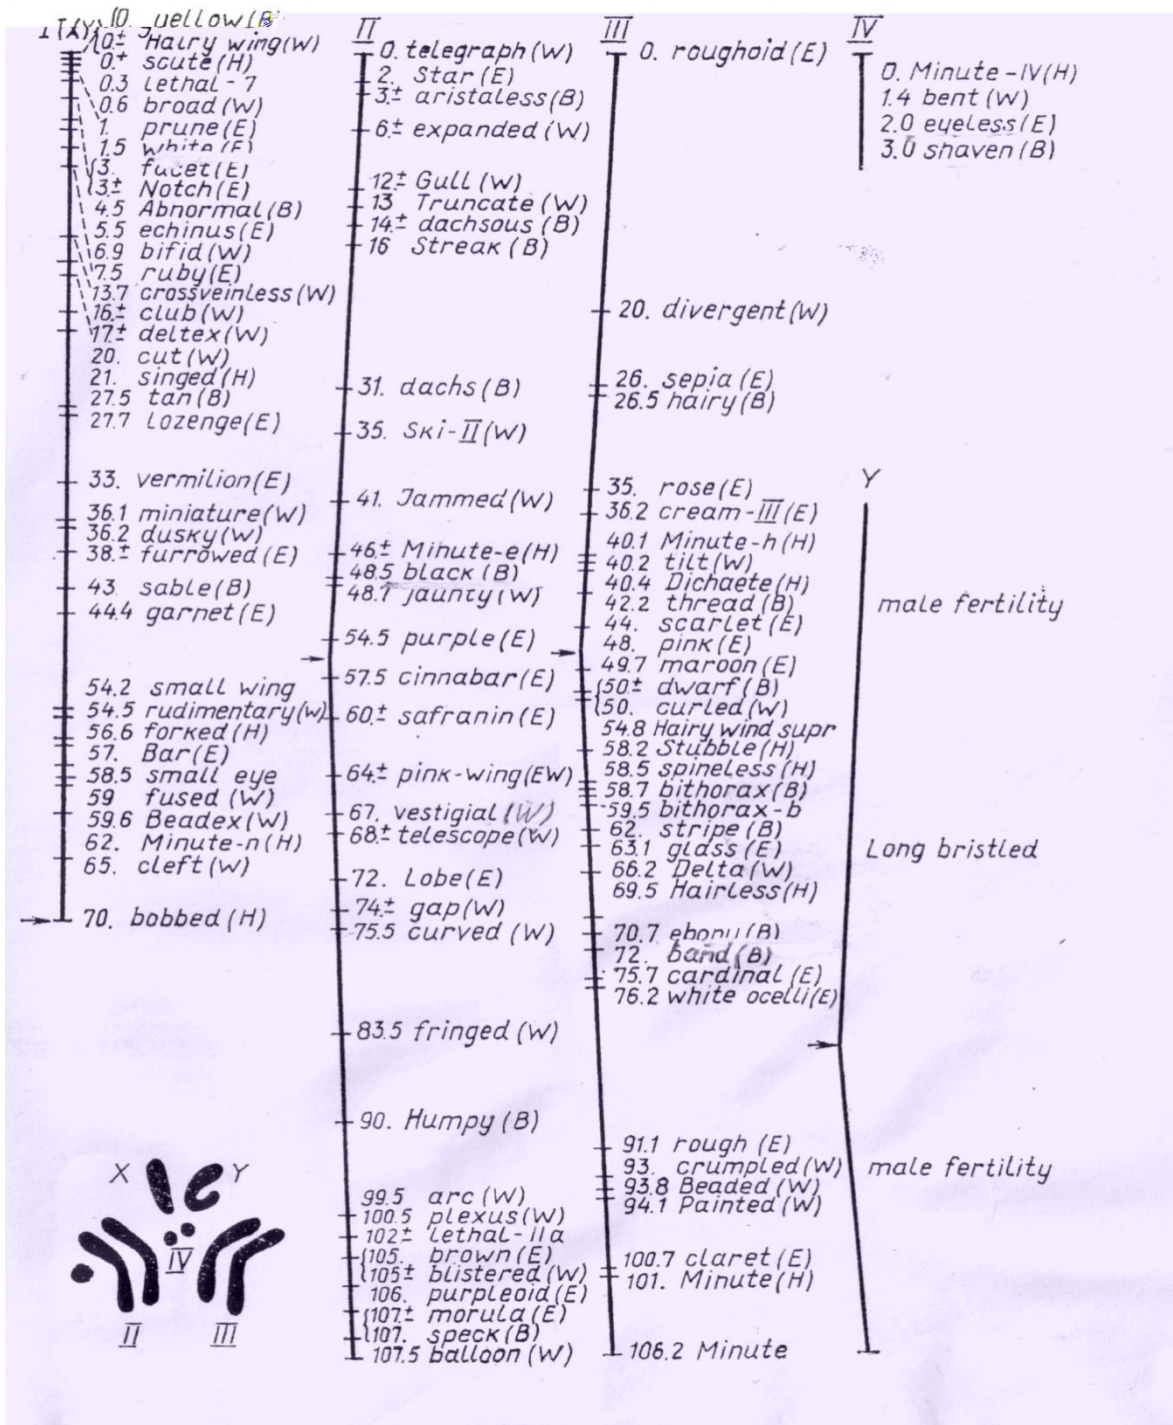 I (X)
0. yellow (B)
0± Hairy wing (W)
0.+ scute (H)
0.3 lethal-7
0.6 broad (W)
1. prune (E)
1.5 white (E)
3. facet (E)
3± Notch (E)
4.5 Abnormal (B)
5.5 echinus (E)
6.9 bifid (W)
7.5 ruby (E)
13.7 crossveinless (W)
16± club (W)
17± deltex (W)
20. cut (W)
21. singed (H)
27.5 tan (B)
27.7 Lozenge (E)
33. vermilion (E)
36.1 miniature (W)
36.2 dusky (W)
38± furrowed (E)
43. sable (B)
44.4 garnet (E)
54.2 small wing
54.5 rudimentary (w)
56.6 forked (H)
57. Bar (E)
58.5 small eye
59 fused (W)
59.6 Beadex (W)
62. Minute-n (H)
65. cleft (W)
70. bobbed (H)
II
0. telegraph (W)
2. Star (E)
3± aristaless (B)
6± expanded (W)
12± Gull (W)
13 Truncate (W)
14± dachsous (B)
16 Streak (B)
31. dachs (B)
35. Ski-II (W)
41. Jammed (W)
46± Minute-e (H)
48.5 black (B)
48.7 jaunty (W)
54.5 purple (E)
57.5 cinnabar (E)
60± safranin (E)
64± pink-wing (EW)
67. vestigial (W)
68± telescope (W)
72. Lobe (E)
74± gap (W)
75.5 curved (W)
83.5 fringed (W)
90. Humpy (B)
99.5 arc (W)
100.5 plexus (W)
102± lethal-IIa
105. brown (E)
105± blistered (W)
106. purpleoid (E)
107± morula (E)
107. speck (B)
107.5 balloon (W)
III
0. roughoid (E)
20. divergent (W)
26. sepia (E)
26.5 hairy (B)
35. rose (E)
36.2 cream-III (E)
40.1 Minute-h (H)
40.2 tilt (W)
40.4 Dichaete (H)
42.2 thread (B)
44. scarlet (E)
48. pink (E)
49.7 maroon (E)
50± dwarf (B)
50. curled (W)
54.8 Hairy wind supr
58.2 Stubble (H)
58.5 spineless (H)
58.7 bithorax (B)
59.5 bithorax-b
62. stripe (B)
63.1 glass (E)
66.2 Delta (W)
69.5 Hairless (H)
70.7 ebony (B)
72. band (B)
75.7 cardinal (E)
76.2 white ocelli (E)
91.1 rough (E)
93. crumpled (W)
93.8 Beaded (W)
94.1 Painted (W)
100.7 claret (E)
101. Minute (H)
106.2 Minute
IV
0. Minute-IV (H)
1.4 bent (W)
2.0 eyeless (E)
3.0 shaven (B)
Y
male fertility
Long bristled
male fertility
X Y
IV
II III